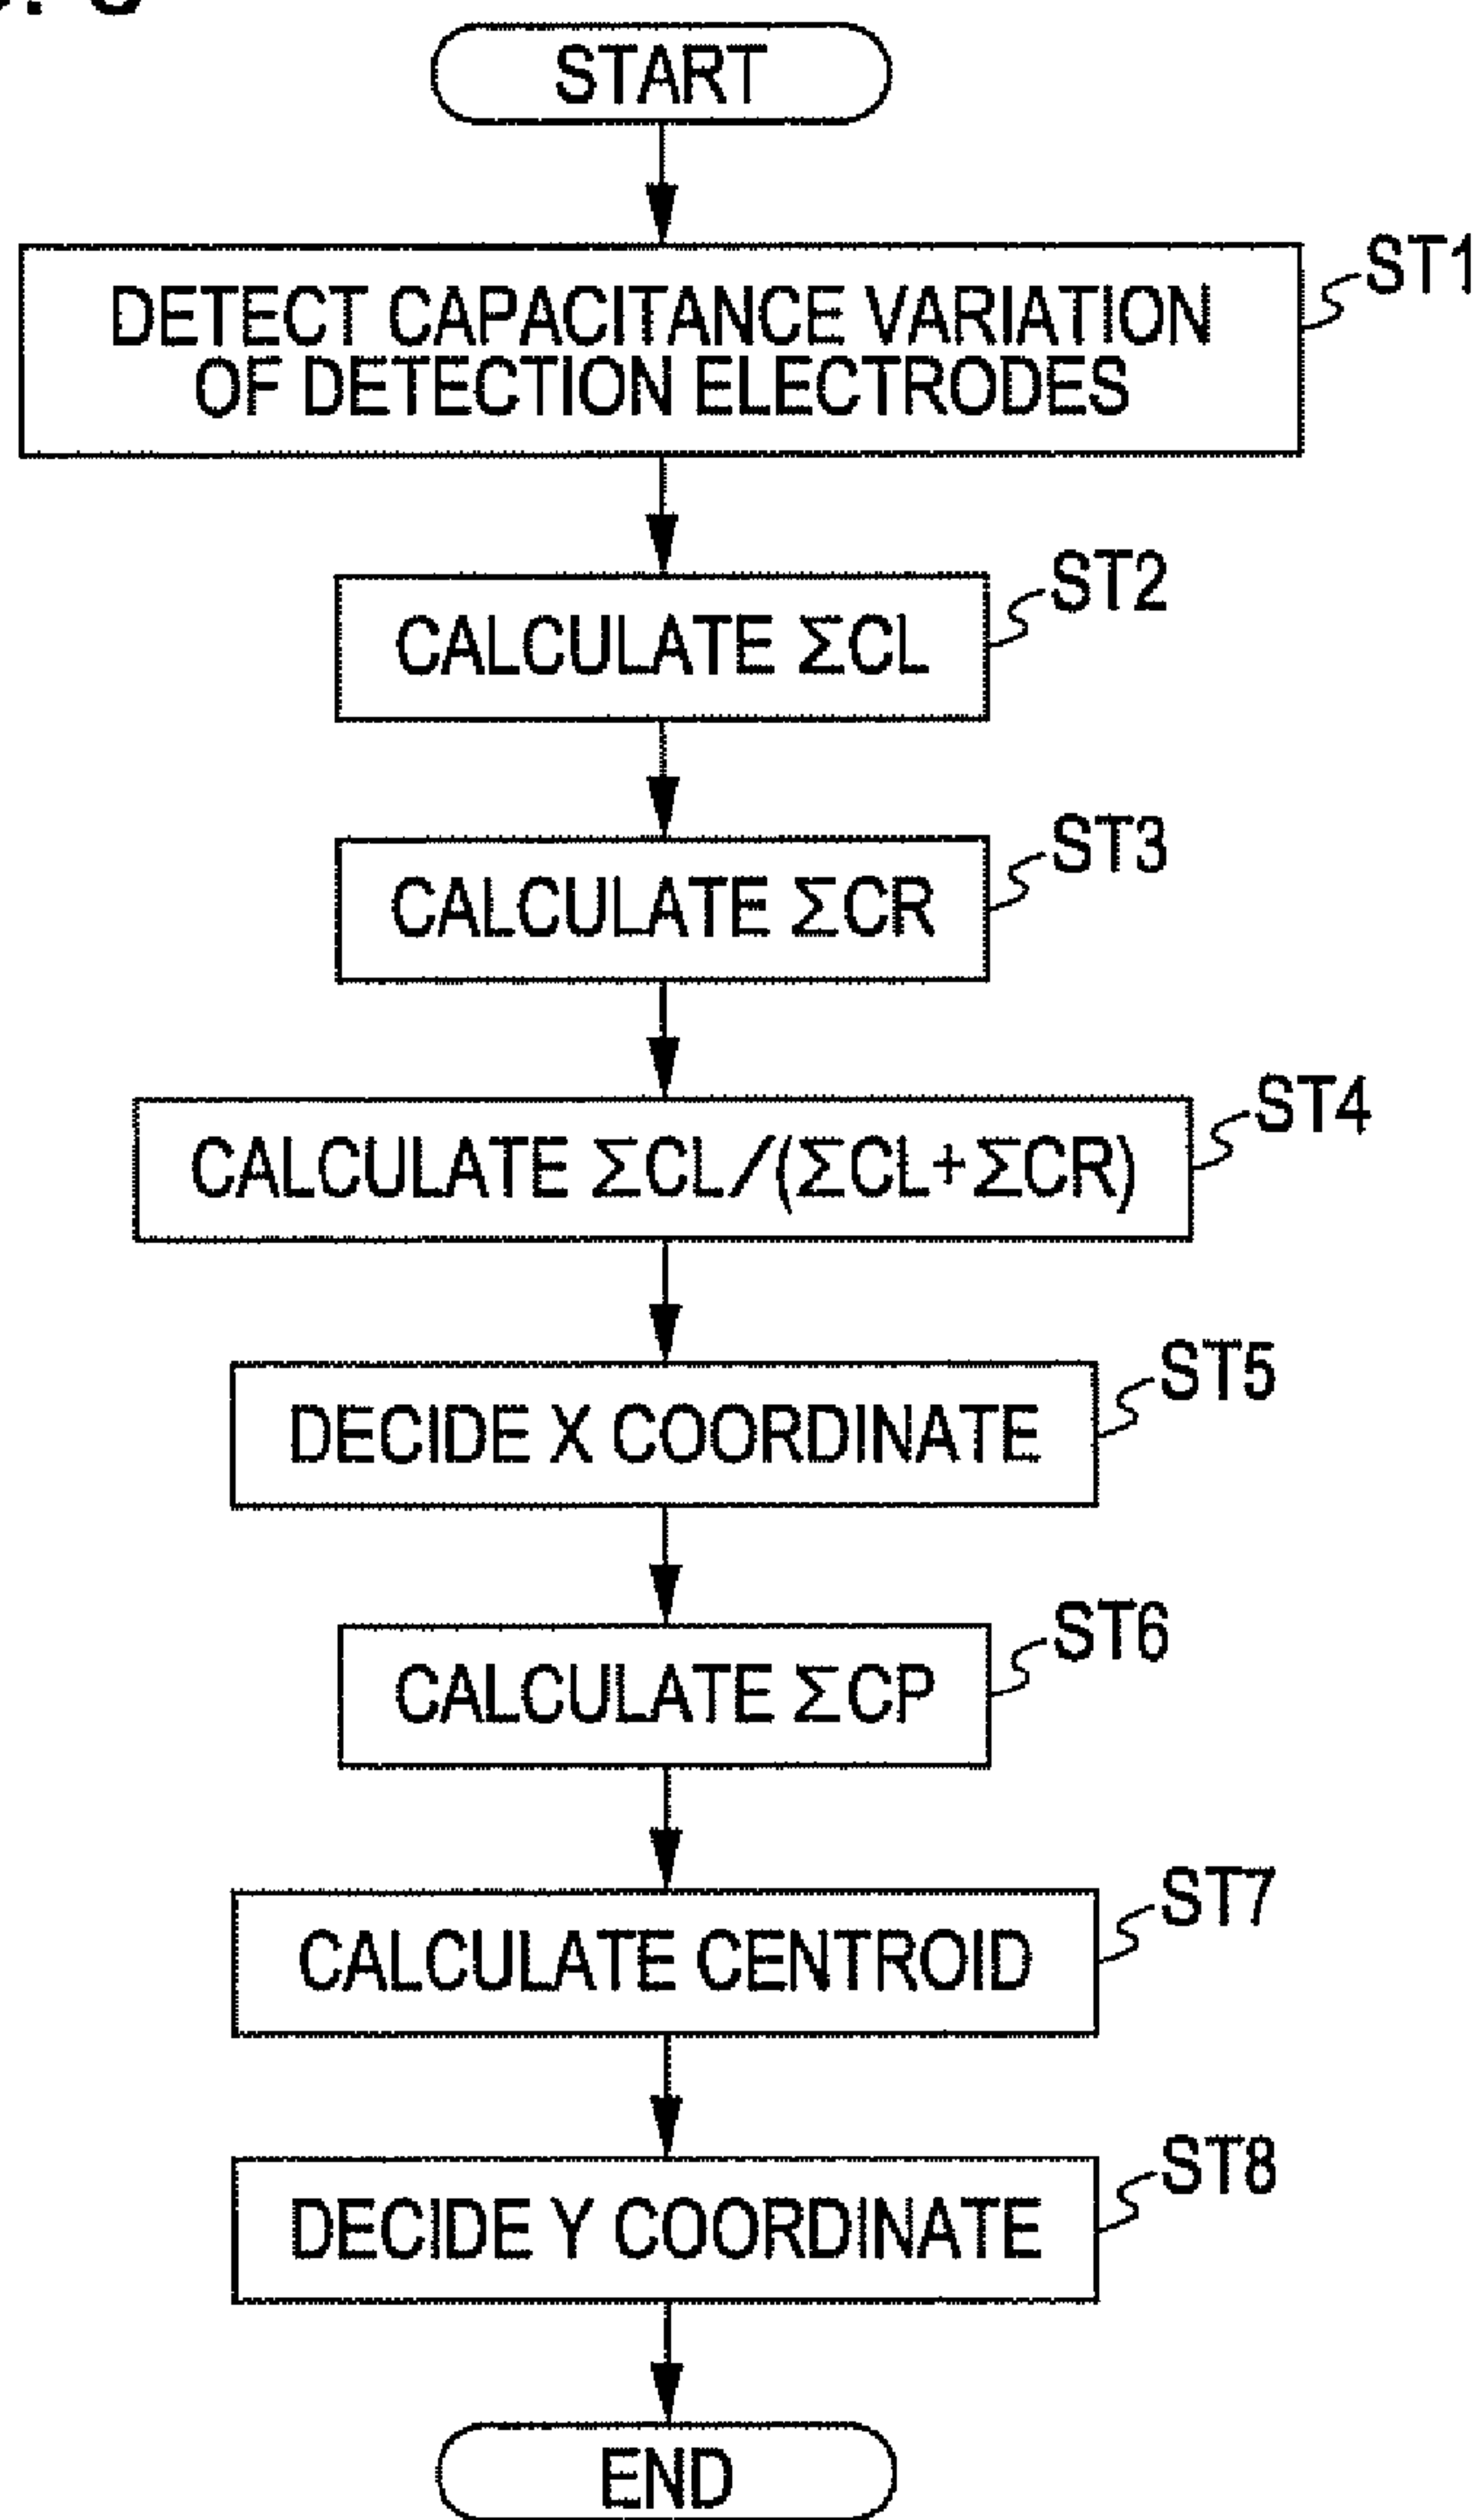 START
DETECT CAPACITANCE VARIATION
OF DETECTION ELECTRODES
ST1
CALCULATE ΣCL
ST2
CALCULATE ΣCR
ST3
CALCULATE ΣCL/(ΣCL+ΣCR)
ST4
DECIDE X COORDINATE
ST5
CALCULATE ΣCP
ST6
CALCULATE CENTROID
ST7
DECIDE Y COORDINATE
ST8
END